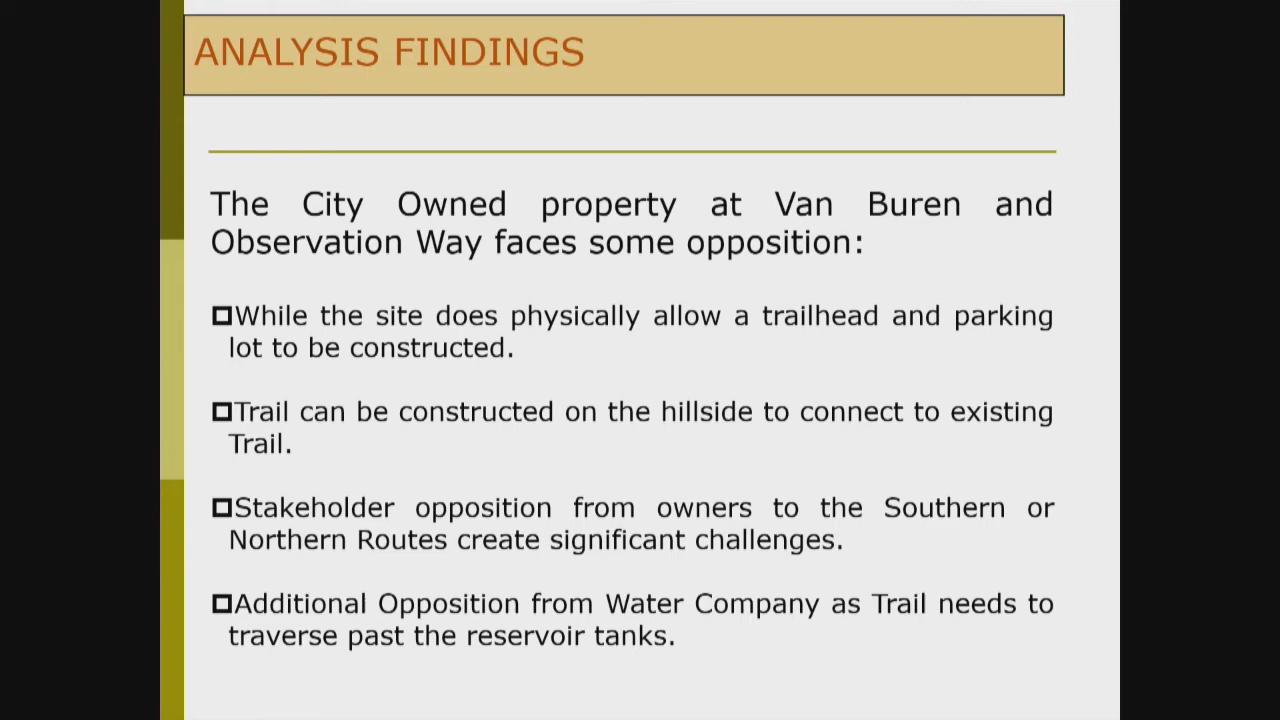 ANALYSIS FINDINGS
The City Owned property at Van Buren and
Observation Way faces some opposition:
While the site does physically allow a trailhead and parking
lot to be constructed.
Trail can be constructed on the hillside to connect to existing
Trail.
Stakeholder opposition from owners to the Southern or
Northern Routes create significant challenges.
Additional Opposition from Water Company as Trail needs to
traverse past the reservoir tanks.